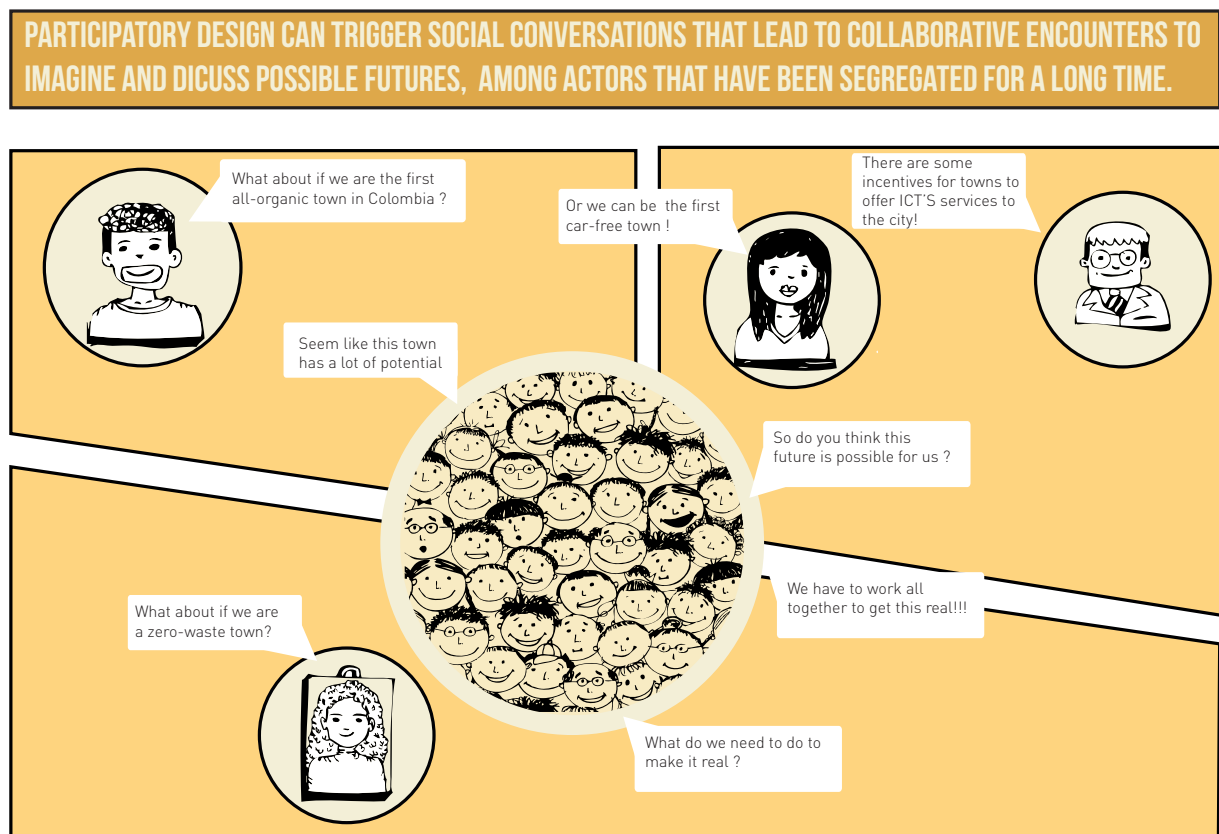 PARTICIPATORY DESIGN CAN TRIGGER SOCIAL CONVERSATIONS THAT LEAD TO COLLABORATIVE ENCOUNTERS TO
IMAGINE AND DICUSS POSSIBLE FUTURES, AMONG ACTORS THAT HAVE BEEN SEGREGATED FOR A LONG TIME.
What about if we are the first
all-organic town in Colombia ?
Or we can be the first
car-free town !
There are some
incentives for towns to
offer ICT'S services to
the city!
Seem like this town
has a lot of potential
So do you think this
future is possible for us ?
We have to work all
together to get this real!!!
What about if we are
a zero-waste town?
What do we need to do to
make it real ?